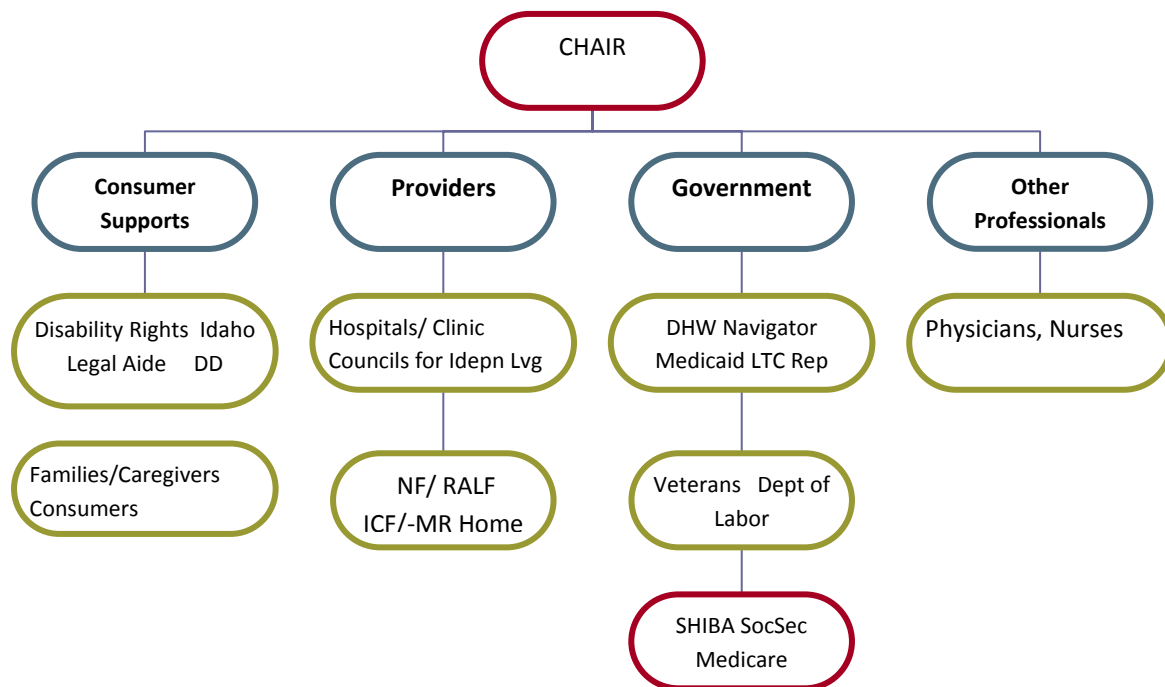 CHAIR
Consumer
Supports
Providers
Government
Other
Professionals
Disability Rights Idaho
Legal Aide DD
Hospitals/ Clinic
Councils for Idepn Lvg
DHW Navigator
Medicaid LTC Rep
Physicians, Nurses
Families/Caregivers
Consumers
NF/ RALF
ICF/-MR Home
Veterans Dept of
Labor
SHIBA SocSec
Medicare